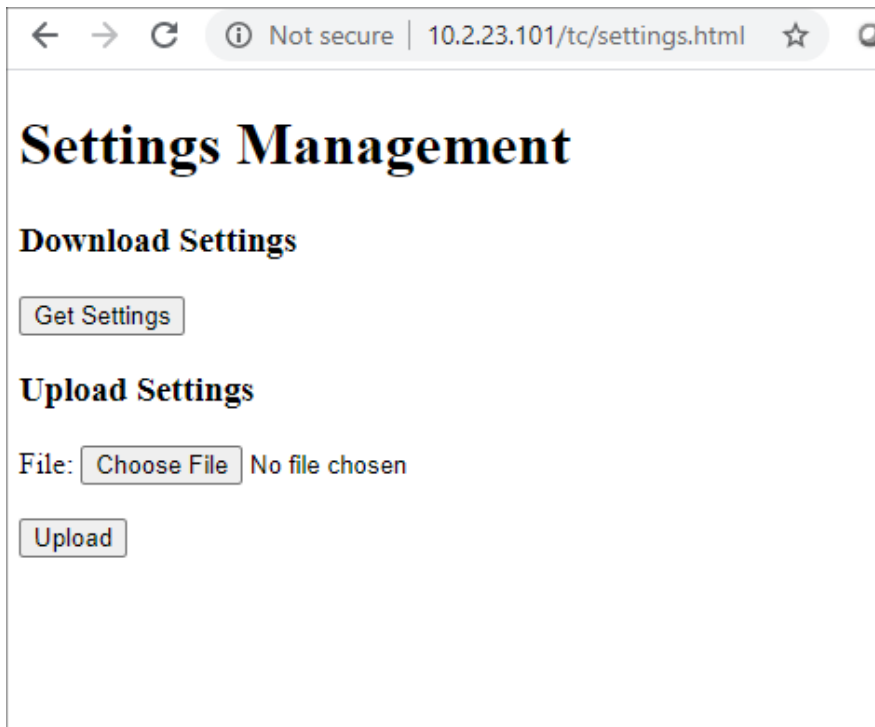 Not secure | 10.2.23.101/tc/settings.html
Settings Management
Download Settings
Get Settings
Upload Settings
File: Choose File No file chosen
Upload